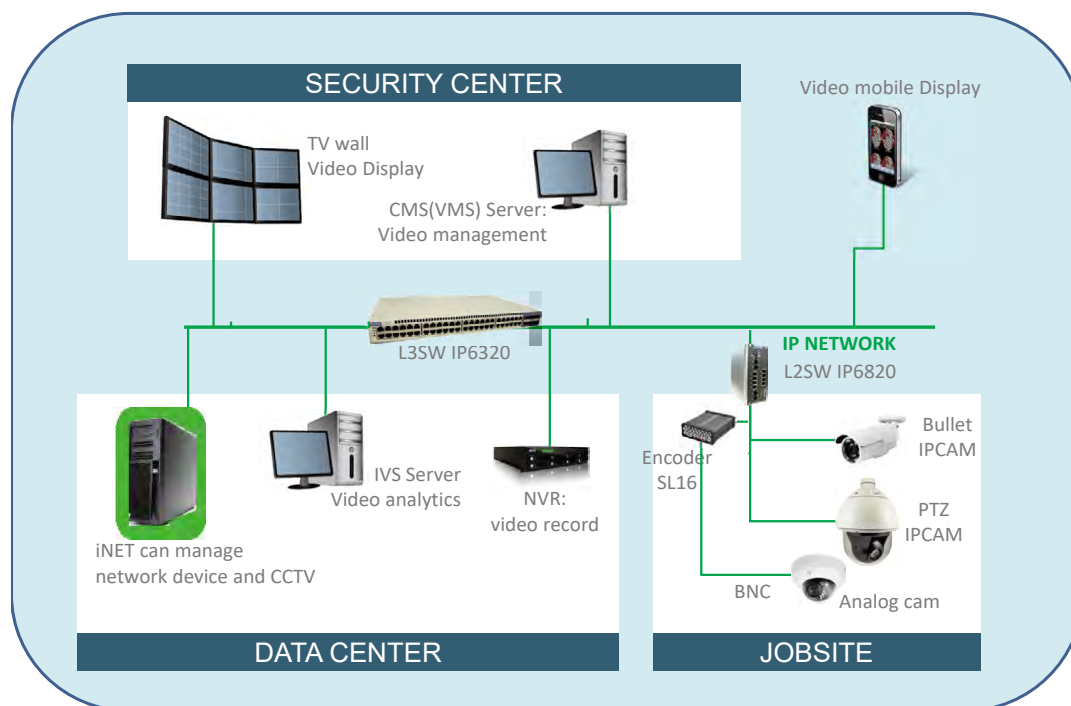 SECURITY CENTER
TV wall
Video Display
CMS(VMS) Server:
Video management
Video mobile Display
L3SW IP6320
IP NETWORK
L2SW IP6820
iNET can manage
network device and CCTV
IVS Server
Video analytics
NVR:
video record
Encoder
SL16
Bullet
IPCAM
PTZ
IPCAM
BNC
Analog cam
DATA CENTER
JOBSITE